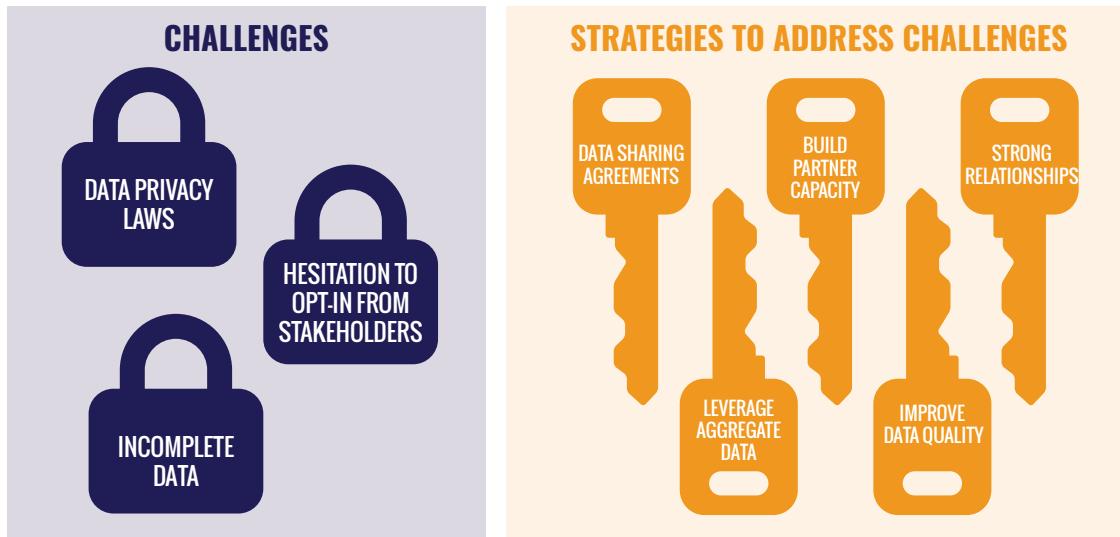 CHALLENGES
DATA PRIVACY
LAWS
HESITATION TO
OPT-IN FROM
STAKEHOLDERS
INCOMPLETE
DATA
STRATEGIES TO ADDRESS CHALLENGES
DATA SHARING
AGREEMENTS
BUILD
PARTNER
CAPACITY
STRONG
RELATIONSHIPS
LEVERAGE
AGGREGATE
DATA
IMPROVE
DATA QUALITY